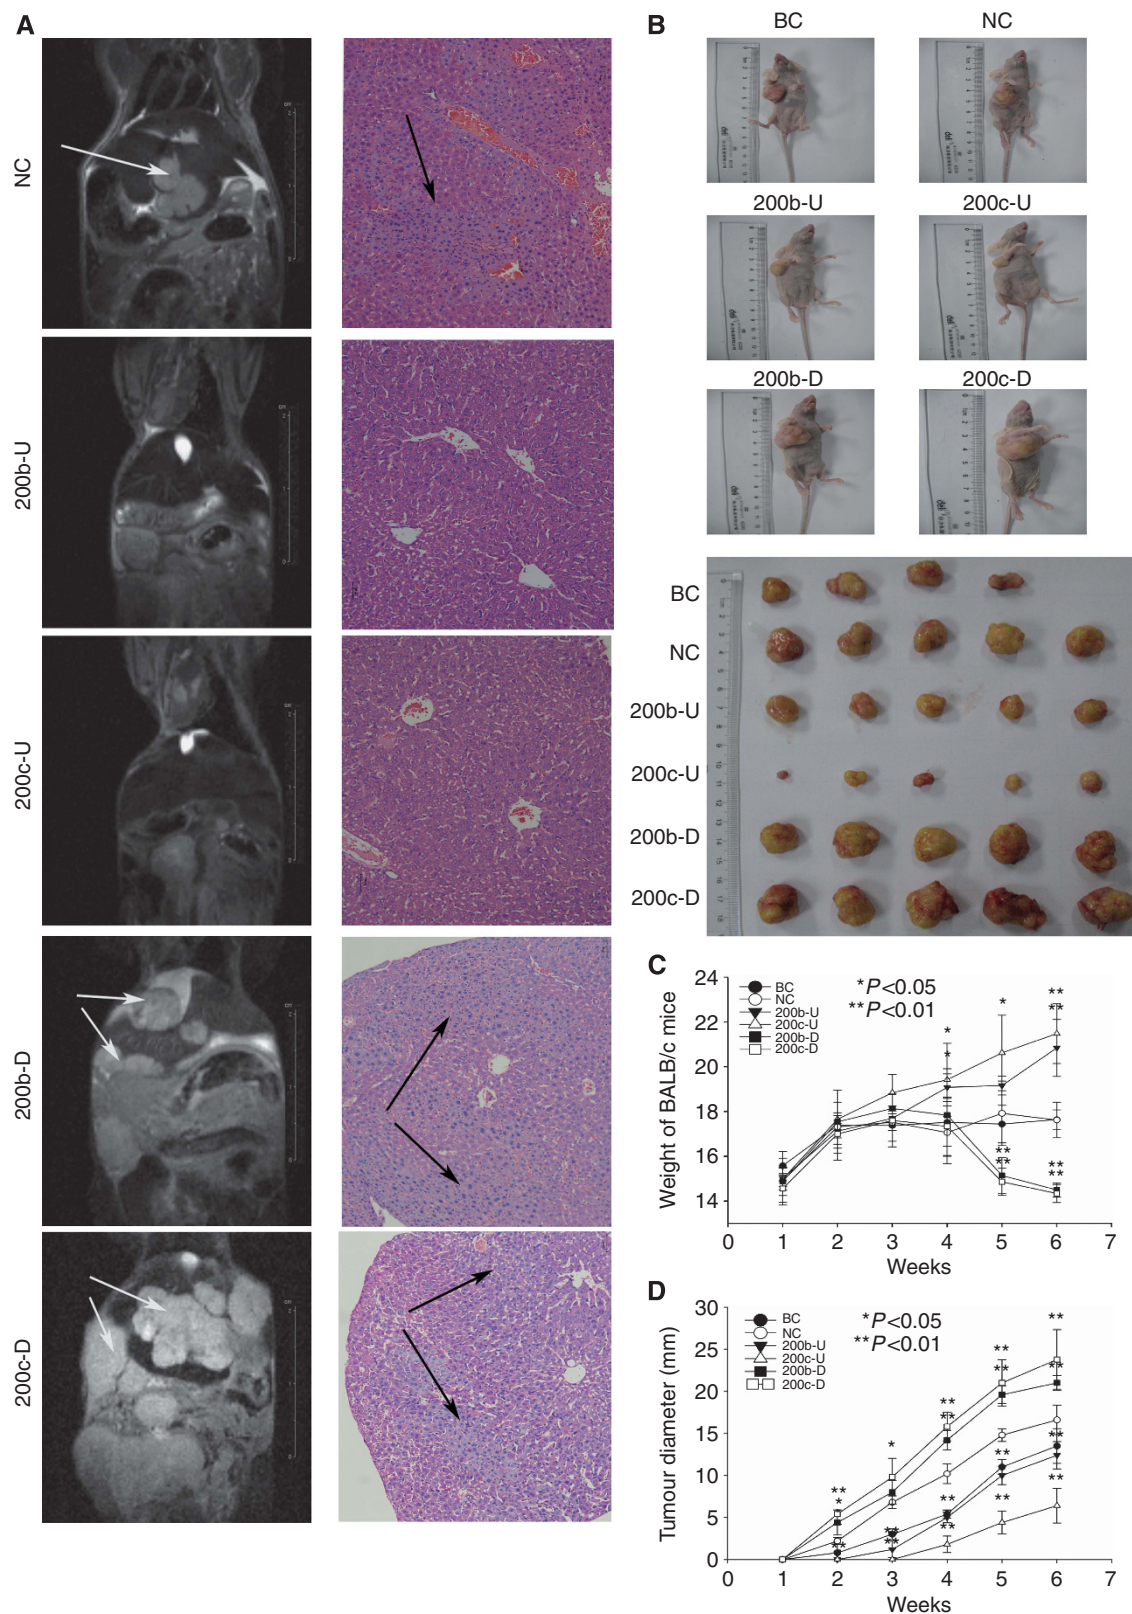 A
NC
200b-U
200c-U
200b-D
200c-D
B
BC
NC
200b-U
200c-U
200b-D
200c-D
BC
NC
200b-U
200c-U
200b-D
200c-D
C
Weight of BALB/c mice
24
22
20
18
16
14
BC
NC
200b-U
200c-U
200b-D
200c-D
*P<0.05
**P<0.01
* * * ** ** ** ** ** **
0 1 2 3 4 5 6 7
Weeks
D
Tumour diameter (mm)
30
25
20
15
10
5
0
BC
NC
200b-U
200c-U
200b-D
200c-D
*P<0.05
**P<0.01
0 1 2 3 4 5 6 7
Weeks